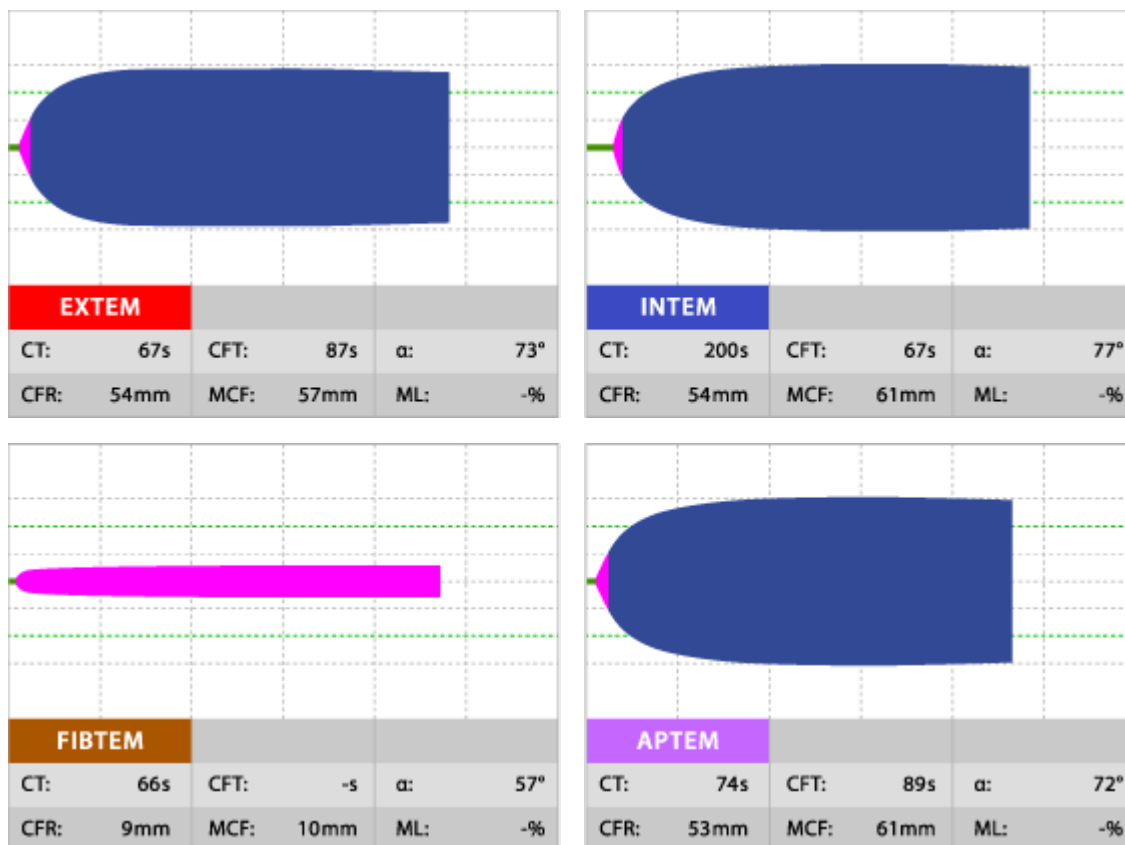 EXTEM
CT: 67s CFT: 87s α: 73°
CFR: 54mm MCF: 57mm ML: -%
INTEM
CT: 200s CFT: 67s α: 77°
CFR: 54mm MCF: 61mm ML: -%
FIBTEM
CT: 66s CFT: -s α: 57°
CFR: 9mm MCF: 10mm ML: -%
APTEM
CT: 74s CFT: 89s α: 72°
CFR: 53mm MCF: 61mm ML: -%